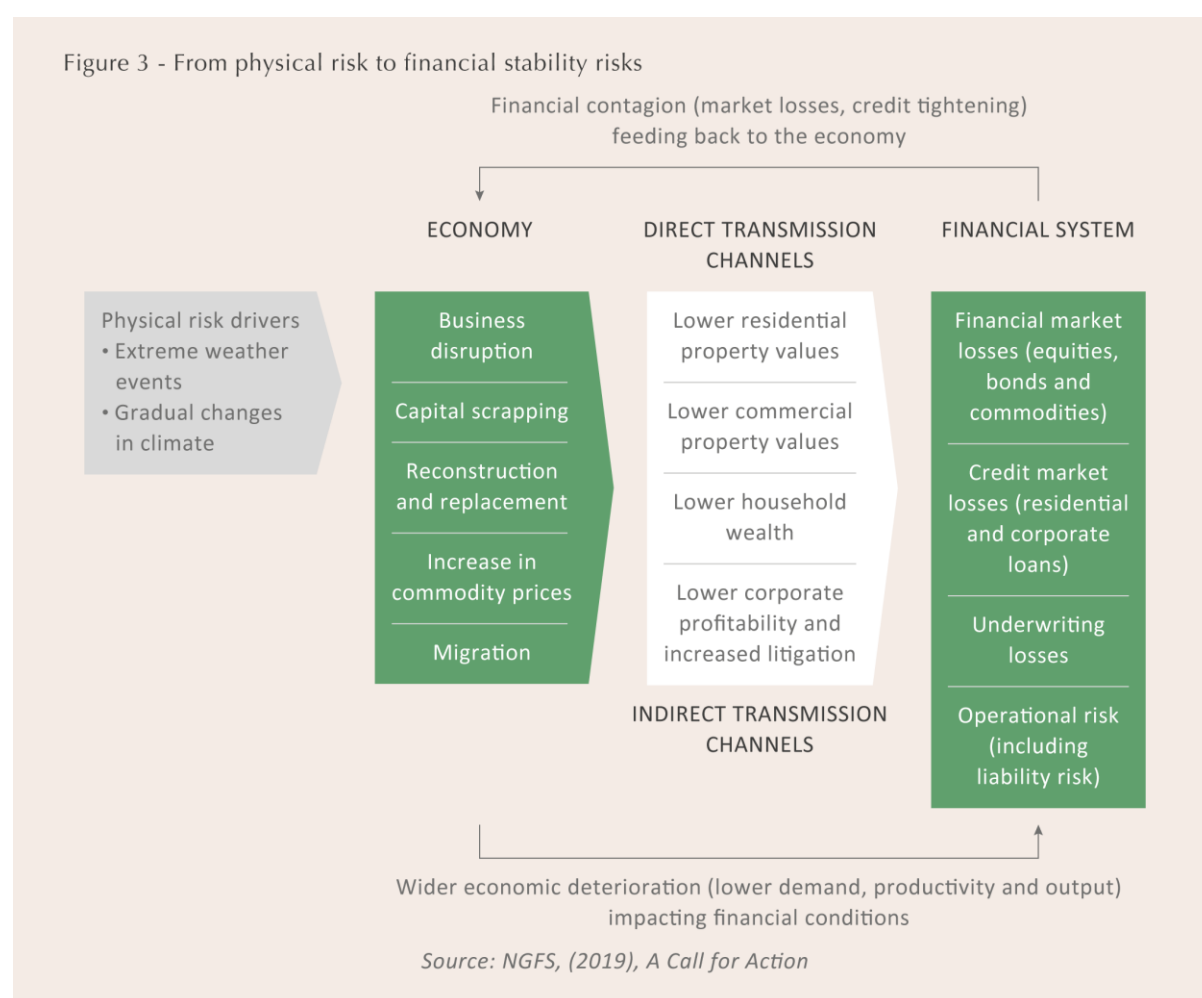 Figure 3 - From physical risk to financial stability risks
Financial contagion (market losses, credit tightening)
feeding back to the economy
ECONOMY
DIRECT TRANSMISSION
CHANNELS
FINANCIAL SYSTEM
Physical risk drivers
• Extreme weather
events
• Gradual changes
in climate
Business
disruption
Capital scrapping
Reconstruction
and replacement
Increase in
commodity prices
Migration
Lower residential
property values
Lower commercial
property values
Lower household
wealth
Lower corporate
profitability and
increased litigation
INDIRECT TRANSMISSION
CHANNELS
Financial market
losses (equities,
bonds and
commodities)
Credit market
losses (residential
and corporate
loans)
Underwriting
losses
Operational risk
(including
liability risk)
Wider economic deterioration (lower demand, productivity and output)
impacting financial conditions
Source: NGFS, (2019), A Call for Action